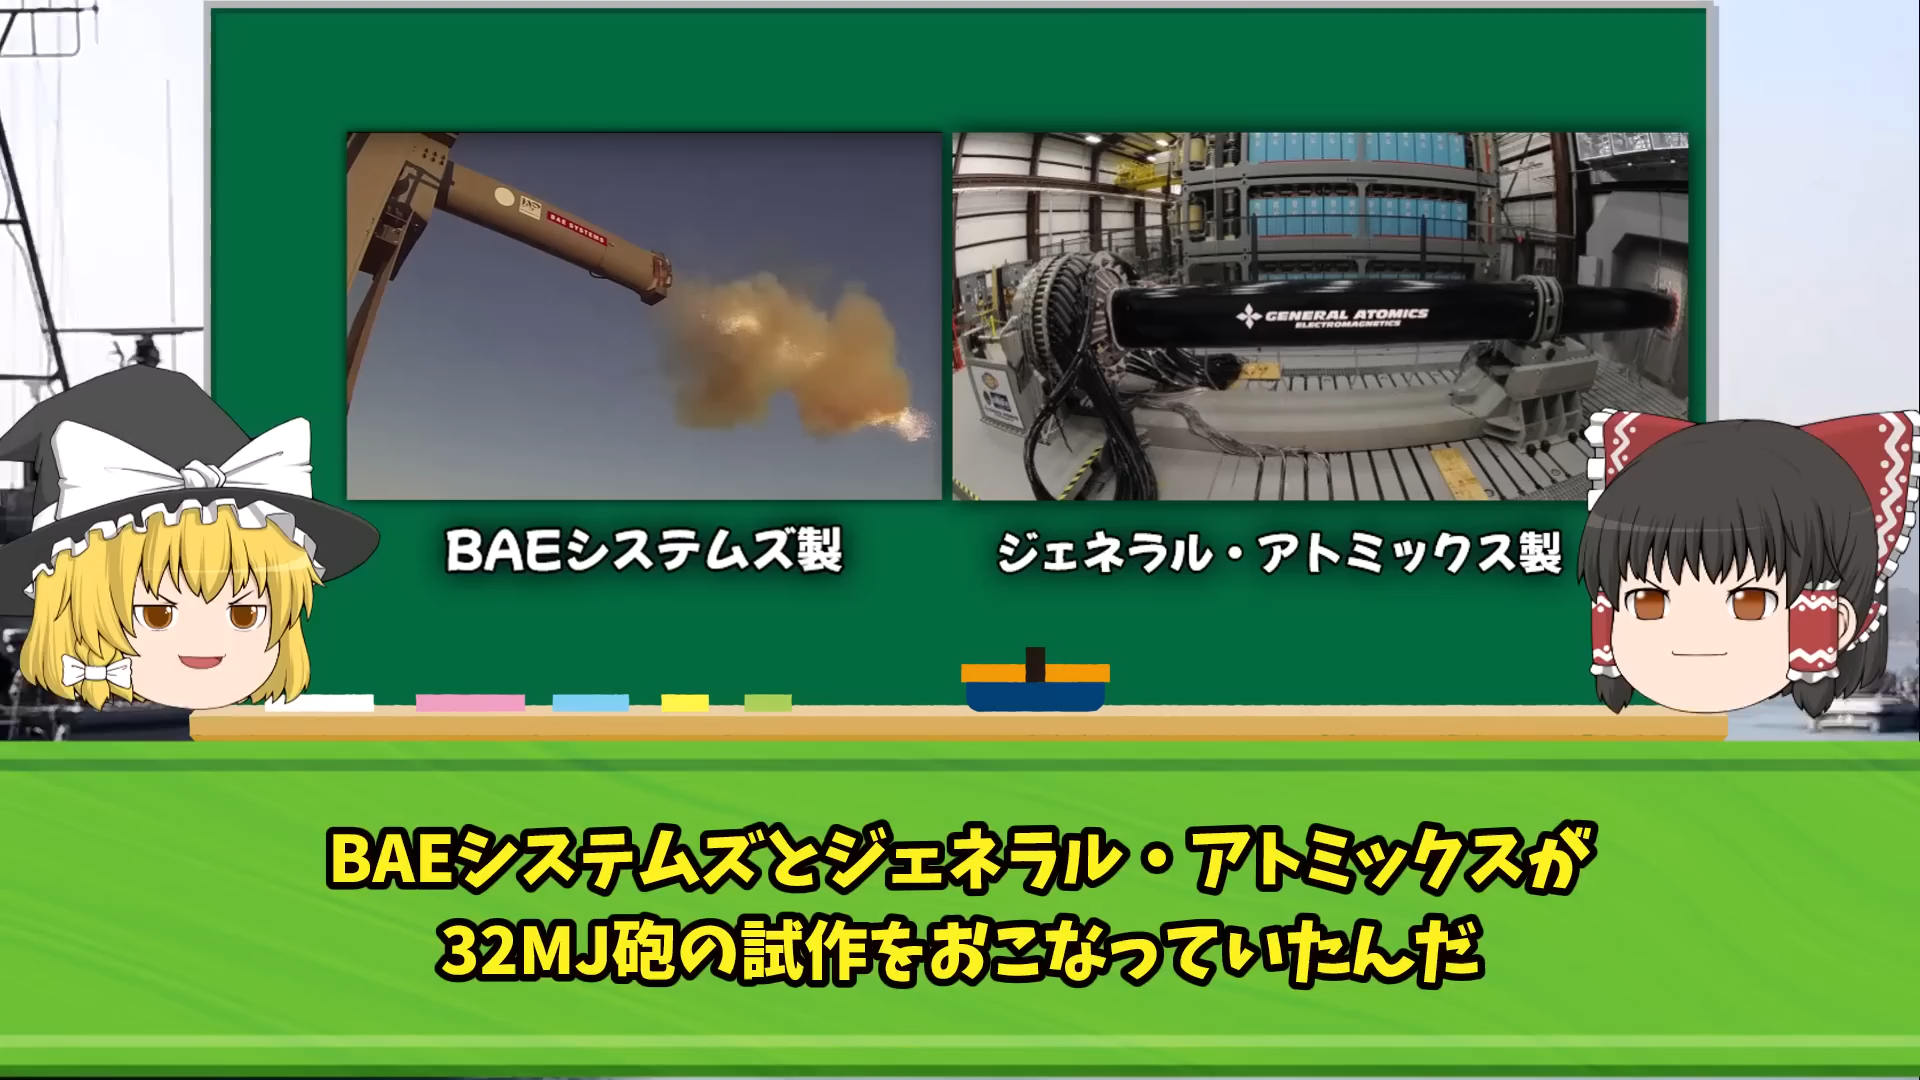 BAE SYSTEMS
GENERAL ATOMICS
ELECTROMAGNETICS
BAEシステムズ製
ジェネラル・アトミックス製
BAEシステムズとジェネラル・アトミックスが
32MJ砲の試作をおこなっていたんだ